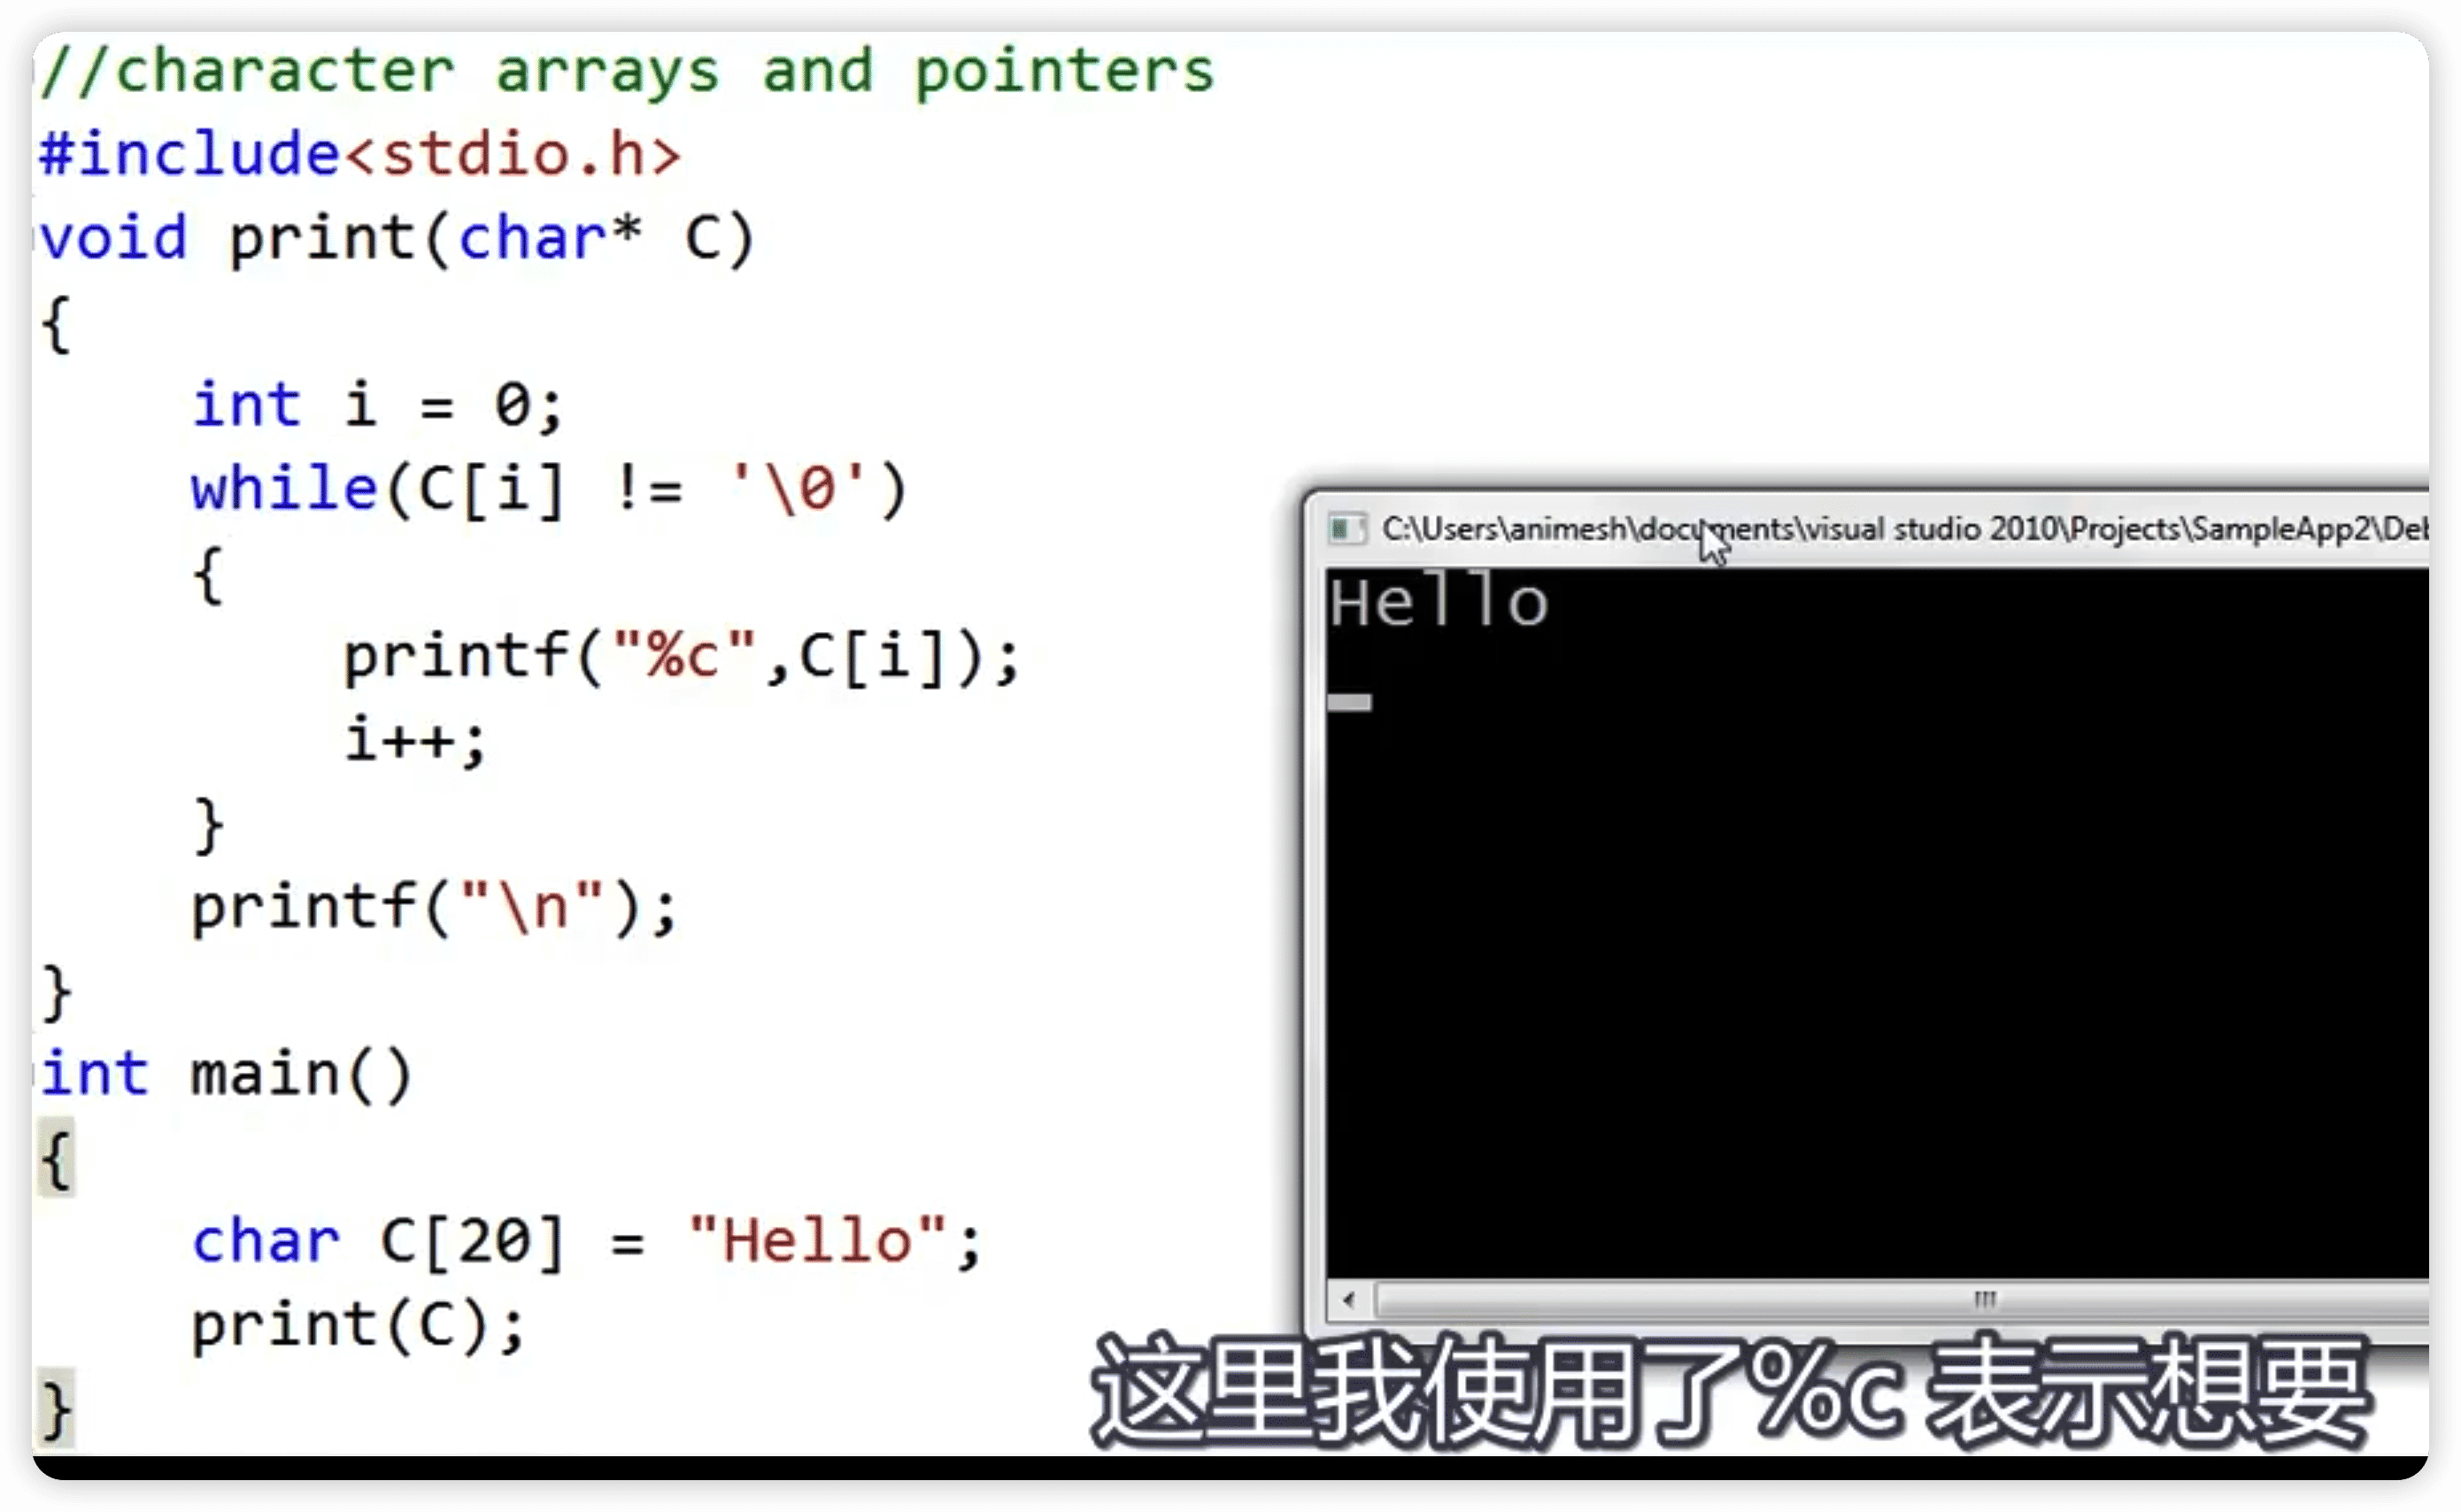 //character arrays and pointers
#include<stdio.h>
void print(char* C)
{
int i = 0;
while(C[i] != '\0')
{
printf("%c",C[i]);
i++;
}
printf("\n");
}
int main()
{
char C[20] = "Hello";
print(C);
}
C:\Users\animesh\documents\visual studio 2010\Projects\SampleApp2\Deb
Hello
这里我使用了%c 表示想要